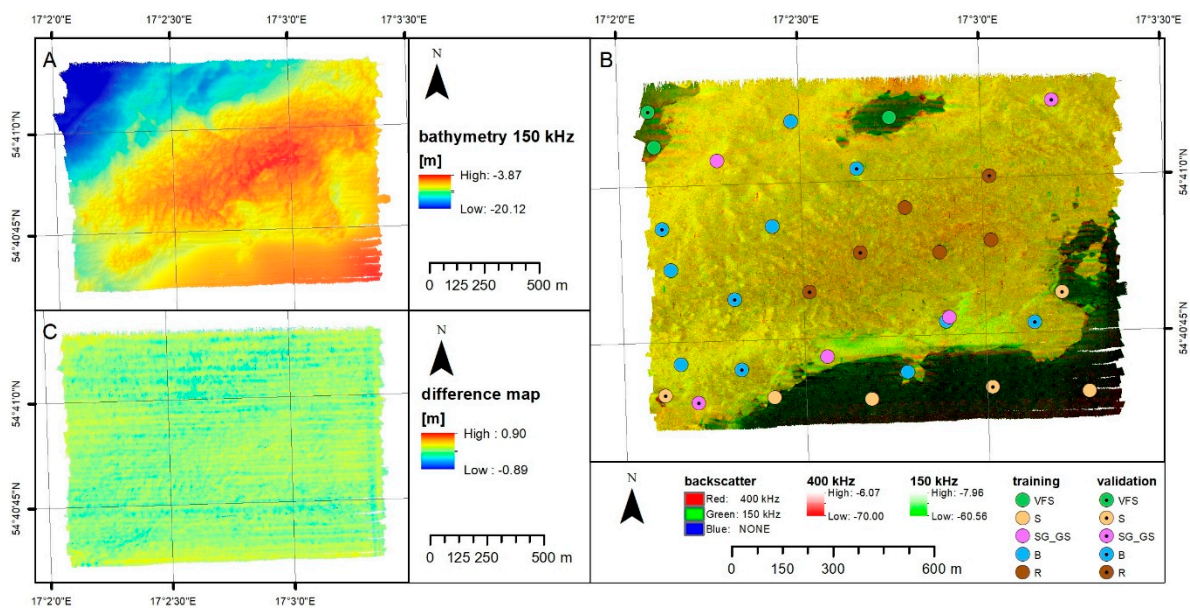 17°2'0"E 17°2'30"E 17°3'0"E 17°3'30"E
17°2'0"E 17°2'30"E 17°3'0"E 17°3'30"E
A
54°41'0"N
54°40'45"N
N
bathymetry 150 kHz
[m]
High: -3.87
Low: -20.12
0 125 250 500 m
C
54°41'0"N
54°40'45"N
N
difference map
[m]
High : 0.90
Low : -0.89
0 125 250 500 m
17°2'0"E 17°2'30"E 17°3'0"E
B
54°41'0"N
54°40'45"N
N
backscatter
Red: 400 kHz
Green: 150 kHz
Blue: NONE
400 kHz
High: -6.07
Low: -70.00
150 kHz
High: -7.96
Low: -60.56
0 150 300 600 m
training
VFS
S
SG_GS
B
R
validation
VFS
S
SG_GS
B
R